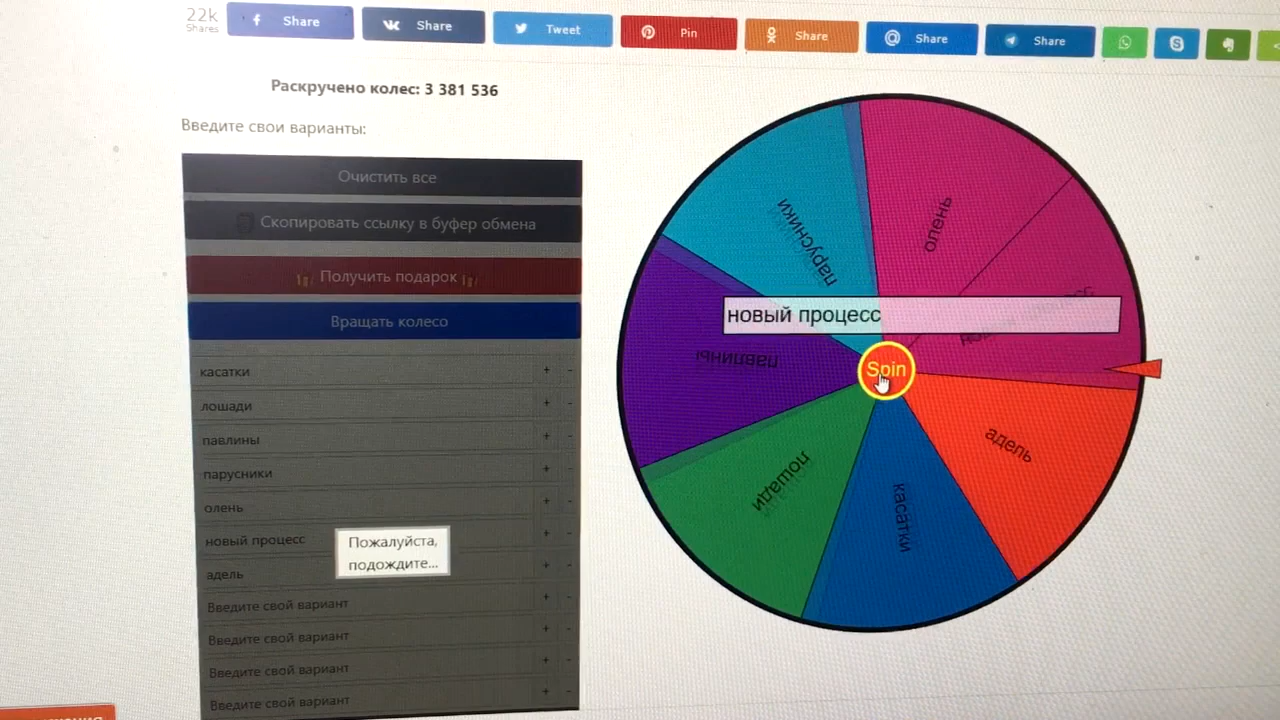 22k
Shares
Share
Share
Tweet
Pin
Share
Share
Share
Раскручено колес: 3 381 536
Введите свои варианты:
Очистить все
Скопировать ссылку в буфер обмена
Получить подарок
Вращать колесо
касатки + -
лошади + -
павлины + -
парусники + -
олень + -
новый процесс + -
адель + -
Введите свой вариант + -
Введите свой вариант + -
Введите свой вариант + -
Введите свой вариант + -
Пожалуйста,
подождите...
парусники
олень
новый процесс
павлины
Spin
адель
лошади
касатки
новый процесс